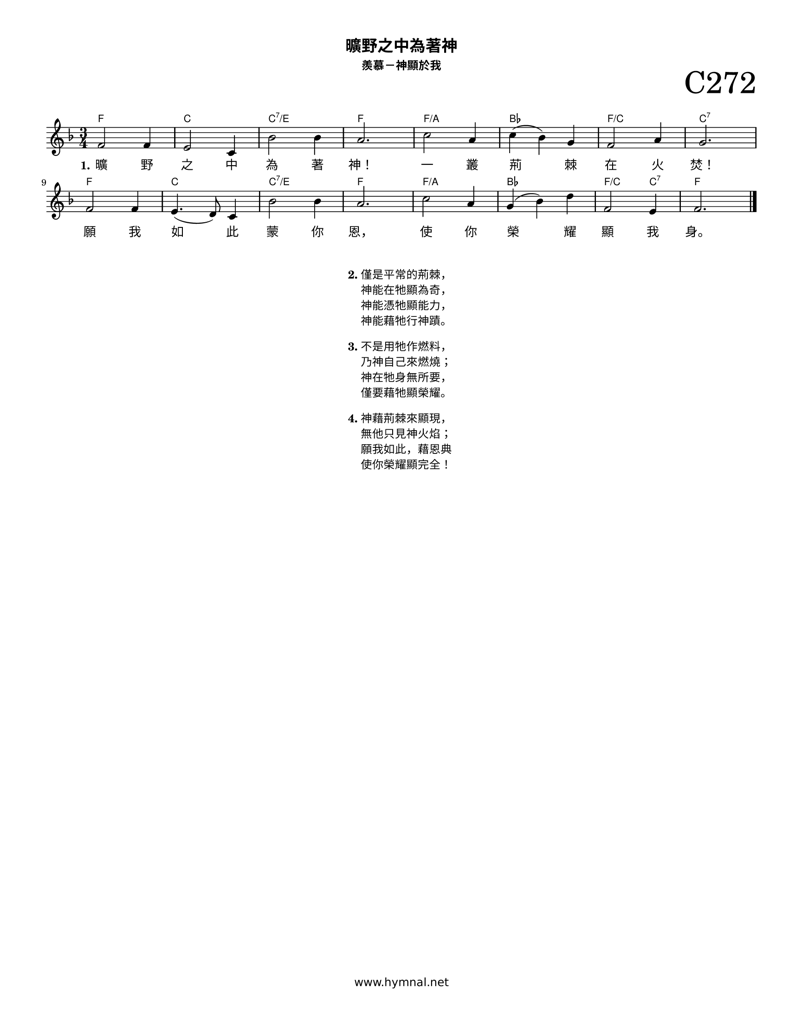 曠野之中為著神
羨慕－神顯於我
C272
F C C7/E F F/A B♭ F/C C7
1. 曠 野 之 中 為 著 神！ 一 叢 荊 棘 在 火 焚！
9 F C C7/E F F/A B♭ F/C C7 F
願 我 如 此 蒙 你 恩， 使 你 榮 耀 顯 我 身。
2. 僅是平常的荊棘，
神能在牠顯為奇，
神能憑牠顯能力，
神能藉牠行神蹟。
3. 不是用牠作燃料，
乃神自己來燃燒；
神在牠身無所要，
僅要藉牠顯榮耀。
4. 神藉荊棘來顯現，
無他只見神火焰；
願我如此，藉恩典
使你榮耀顯完全！
www.hymnal.net